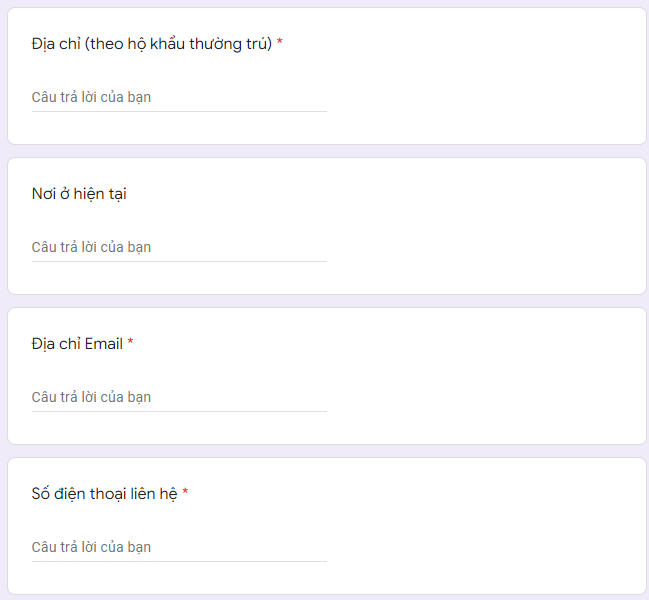 Địa chỉ (theo hộ khẩu thường trú) *
Câu trả lời của bạn
Nơi ở hiện tại
Câu trả lời của bạn
Địa chỉ Email *
Câu trả lời của bạn
Số điện thoại liên hệ *
Câu trả lời của bạn